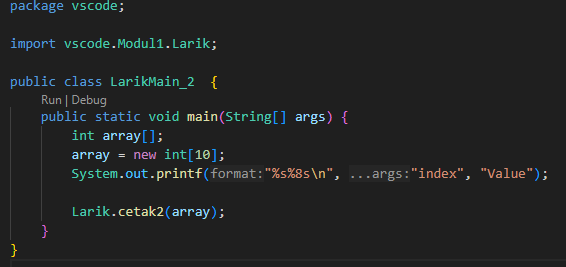 package vscode;
import vscode.Modul1.Larik;
public class LarikMain_2  {
Run | Debug
public static void main(String[] args) {
int array[];
array = new int[10];
System.out.printf(format:"%s%8s\n", ...args:"index", "Value");
Larik.cetak2(array);
}
}